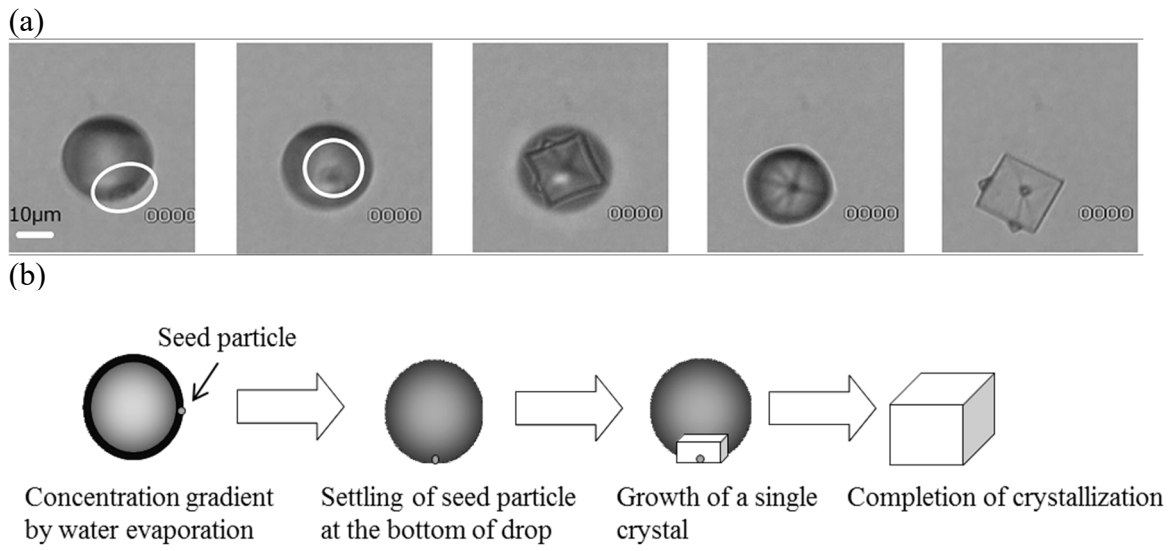 (a)
10μm
0000
0000
0000
0000
0000
(b)
Seed particle
Concentration gradient
by water evaporation
Settling of seed particle
at the bottom of drop
Growth of a single
crystal
Completion of crystallization